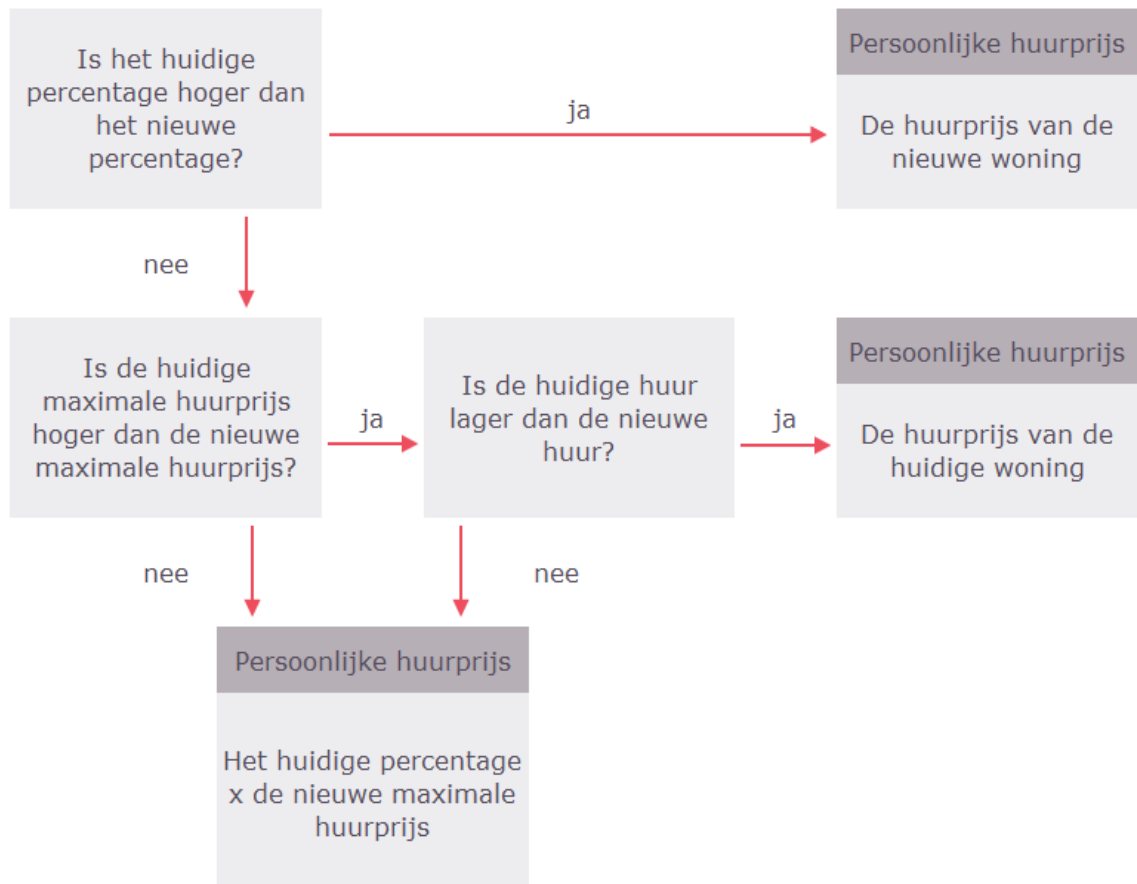 Is het huidige
percentage hoger dan
het nieuwe
percentage?
ja
Persoonlijke huurprijs
De huurprijs van de
nieuwe woning
nee
Is de huidige
maximale huurprijs
hoger dan de nieuwe
maximale huurprijs?
ja
Is de huidige huur
lager dan de nieuwe
huur?
ja
Persoonlijke huurprijs
De huurprijs van de
huidige woning
nee
nee
Persoonlijke huurprijs
Het huidige percentage
x de nieuwe maximale
huurprijs